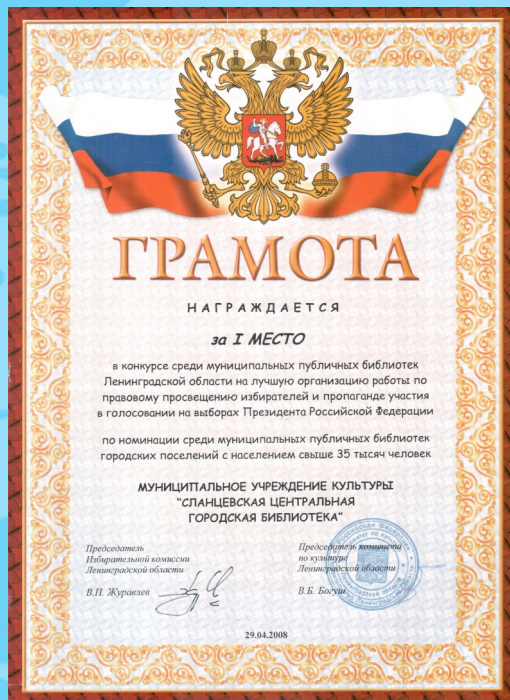 ГРАМОТА
НАГРАЖДАЕТСЯ
за I МЕСТО
в конкурсе среди муниципальных публичных библиотек
Ленинградской области на лучшую организацию работы по
правовому просвещению избирателей и пропаганде участия
в голосовании на выборах Президента Российской Федерации
по номинации среди муниципальных публичных библиотек
городских поселений с населением свыше 35 тысяч человек
МУНИЦИПАЛЬНОЕ УЧРЕЖДЕНИЕ КУЛЬТУРЫ
"СЛАНЦЕВСКАЯ ЦЕНТРАЛЬНАЯ
ГОРОДСКАЯ БИБЛИОТЕКА"
Председатель
Избирательной комиссии
Ленинградской области
В.П. Журавлев
Председатель комитета
по культуре
Ленинградской области
В.Б. Богуш
29.04.2008